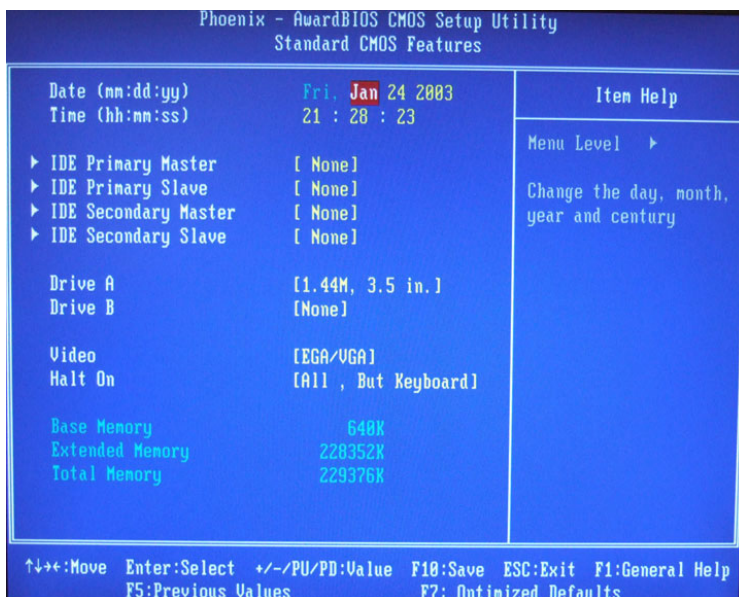 Phoenix - AwardBIOS CMOS Setup Utility
Standard CMOS Features
Date (mm:dd:yy) Fri, Jan 24 2003
Time (hh:mm:ss) 21 : 28 : 23
IDE Primary Master [ None]
IDE Primary Slave [ None]
IDE Secondary Master [ None]
IDE Secondary Slave [ None]
Drive A [1.44M, 3.5 in.]
Drive B [None]
Video [EGA/VGA]
Halt On [All , But Keyboard]
Base Memory 640K
Extended Memory 228352K
Total Memory 229376K
Item Help
Menu Level ▸
Change the day, month,
year and century
↑↓→←:Move Enter:Select +/-/PU/PD:Value F10:Save ESC:Exit F1:General Help
F5:Previous Values F7: Optimized Defaults